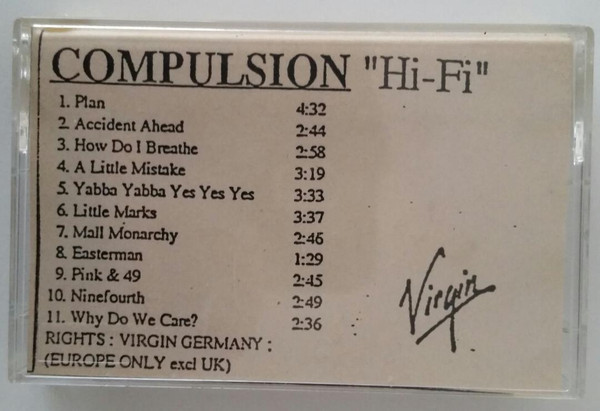 COMPULSION "Hi-Fi"
1. Plan 4:32
2. Accident Ahead 2:44
3. How Do I Breathe 2:58
4. A Little Mistake 3:19
5. Yabba Yabba Yes Yes Yes 3:33
6. Little Marks 3:37
7. Mall Monarchy 2:46
8. Easterman 1:29
9. Pink & 49 2:45
10. Ninefourth 2:49
11. Why Do We Care? 2:36
RIGHTS : VIRGIN GERMANY :
(EUROPE ONLY excl UK)
Virgin